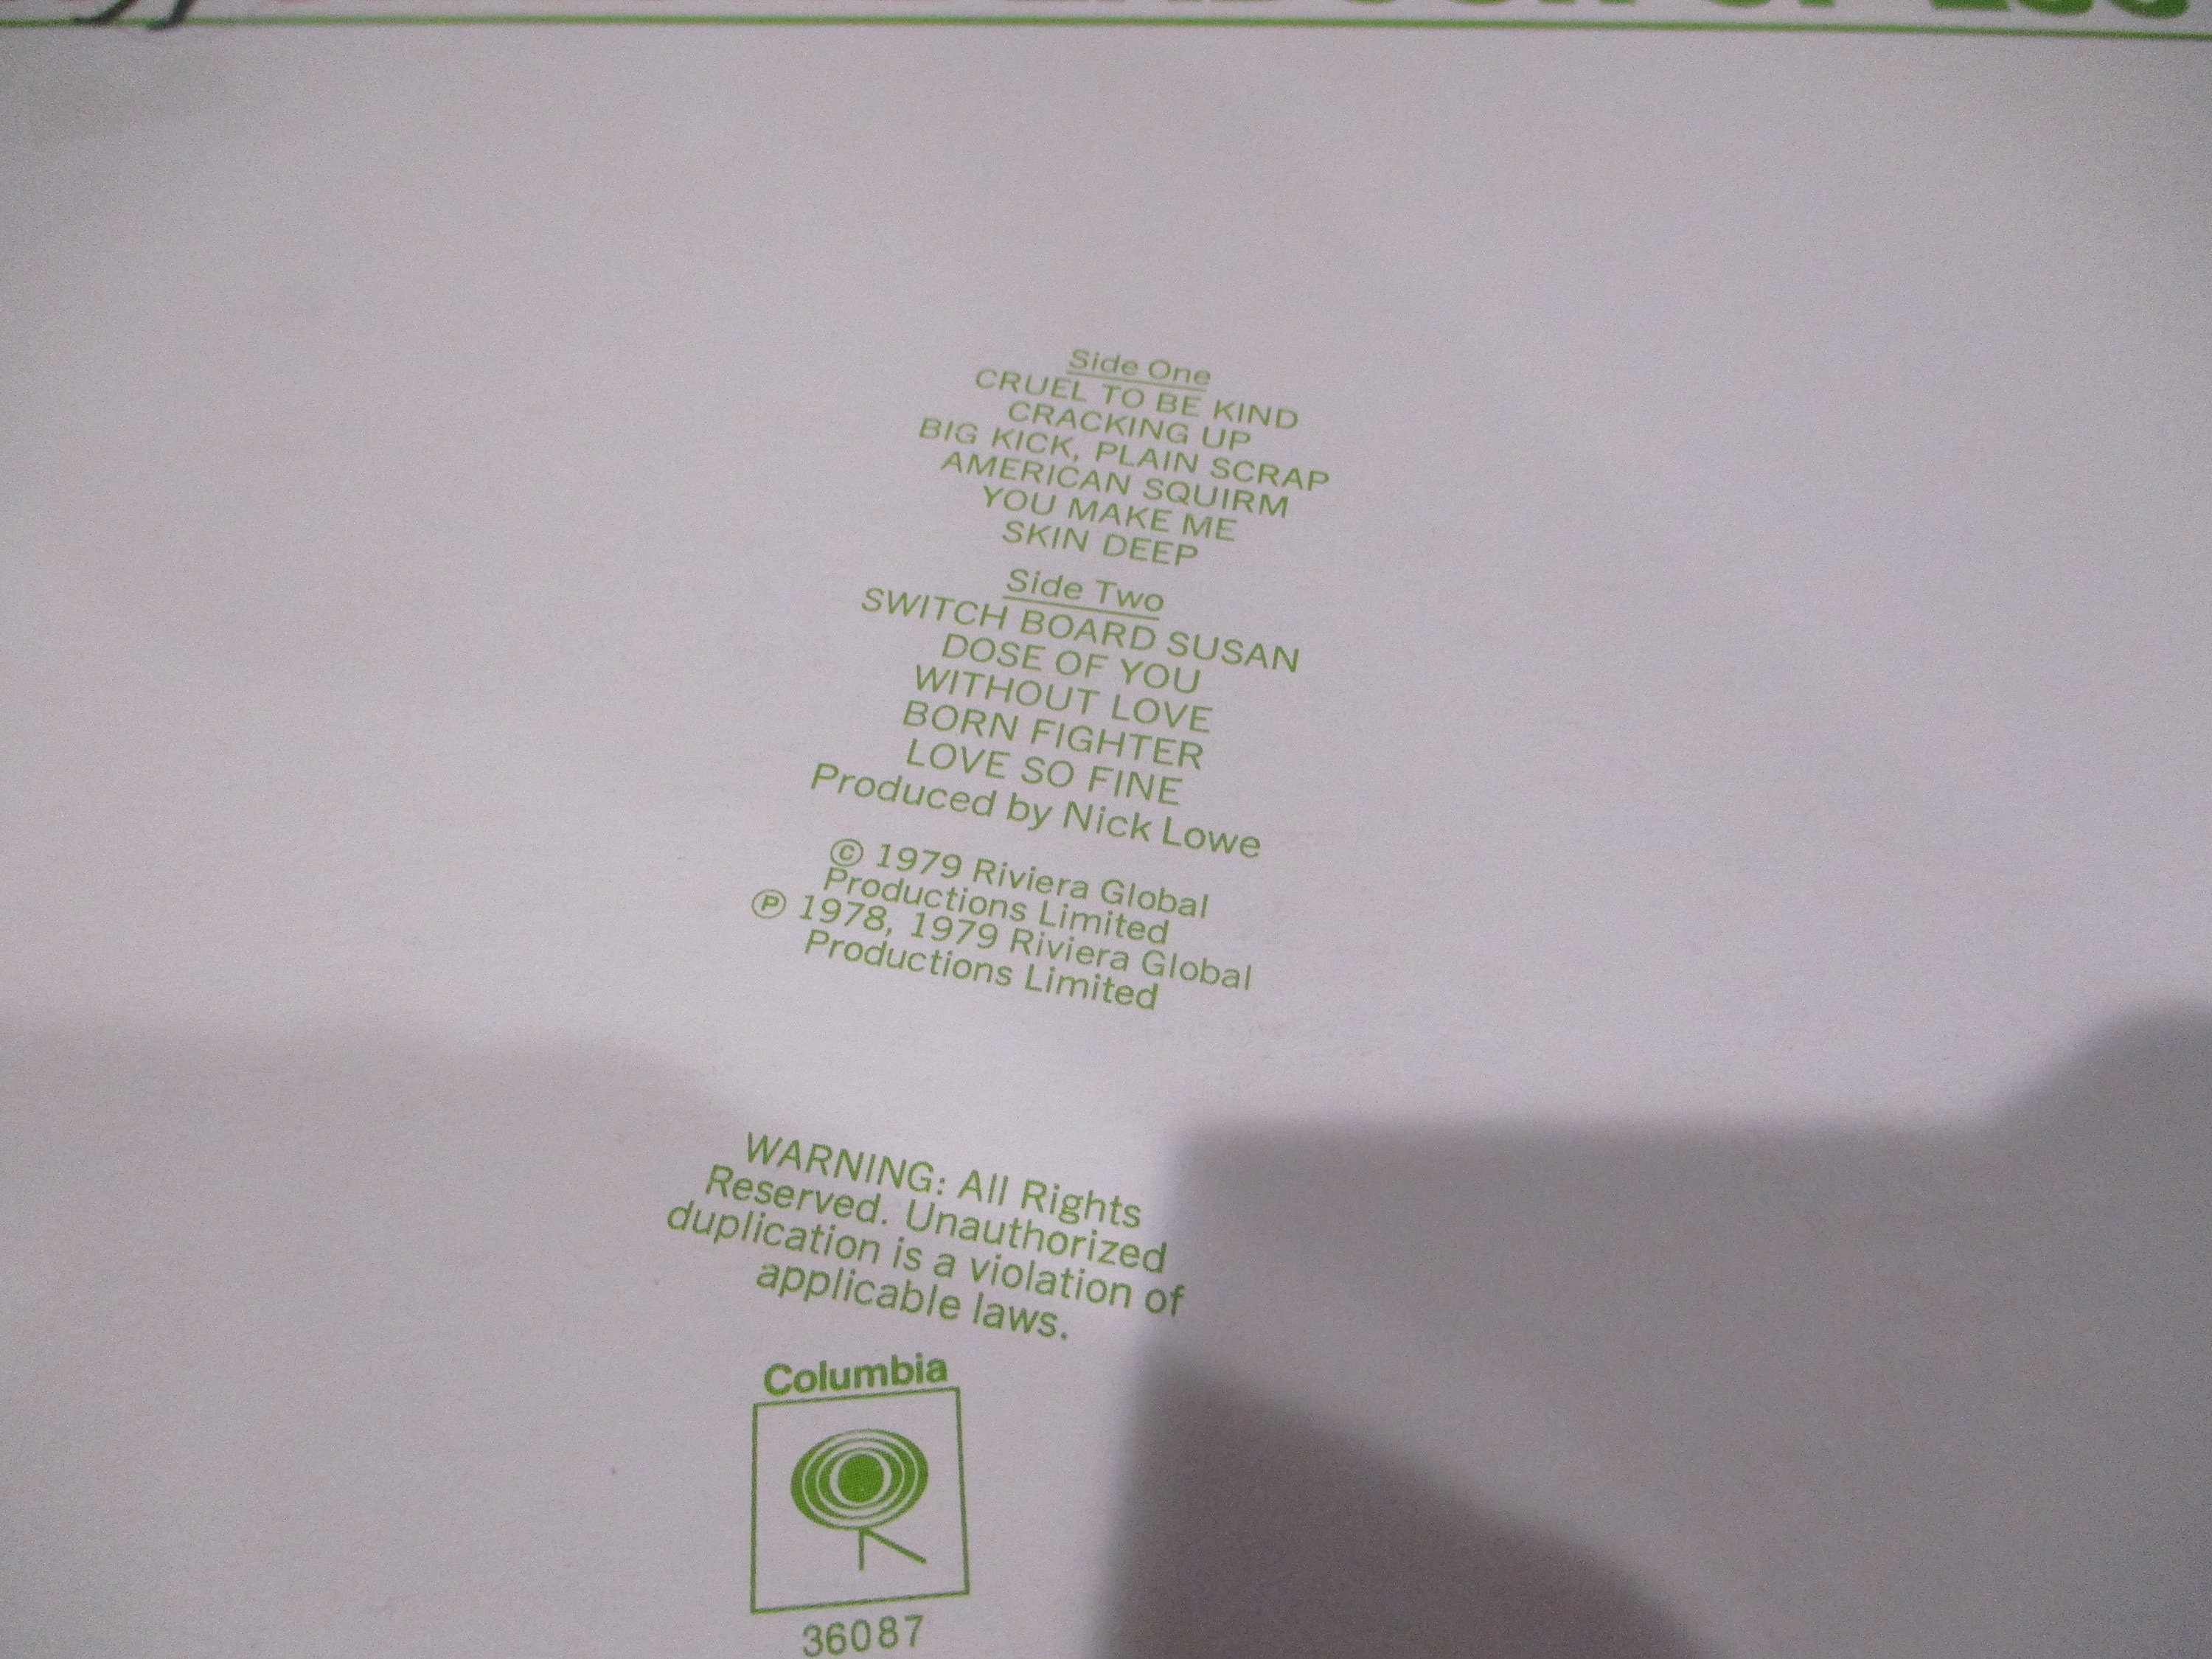 Side One
CRUEL TO BE KIND
CRACKING UP
BIG KICK, PLAIN SCRAP
AMERICAN SQUIRM
YOU MAKE ME
SKIN DEEP
Side Two
SWITCH BOARD SUSAN
DOSE OF YOU
WITHOUT LOVE
BORN FIGHTER
LOVE SO FINE
Produced by Nick Lowe
© 1979 Riviera Global
Productions Limited
℗ 1978, 1979 Riviera Global
Productions Limited
WARNING: All Rights
Reserved. Unauthorized
duplication is a violation of
applicable laws.
Columbia
36087